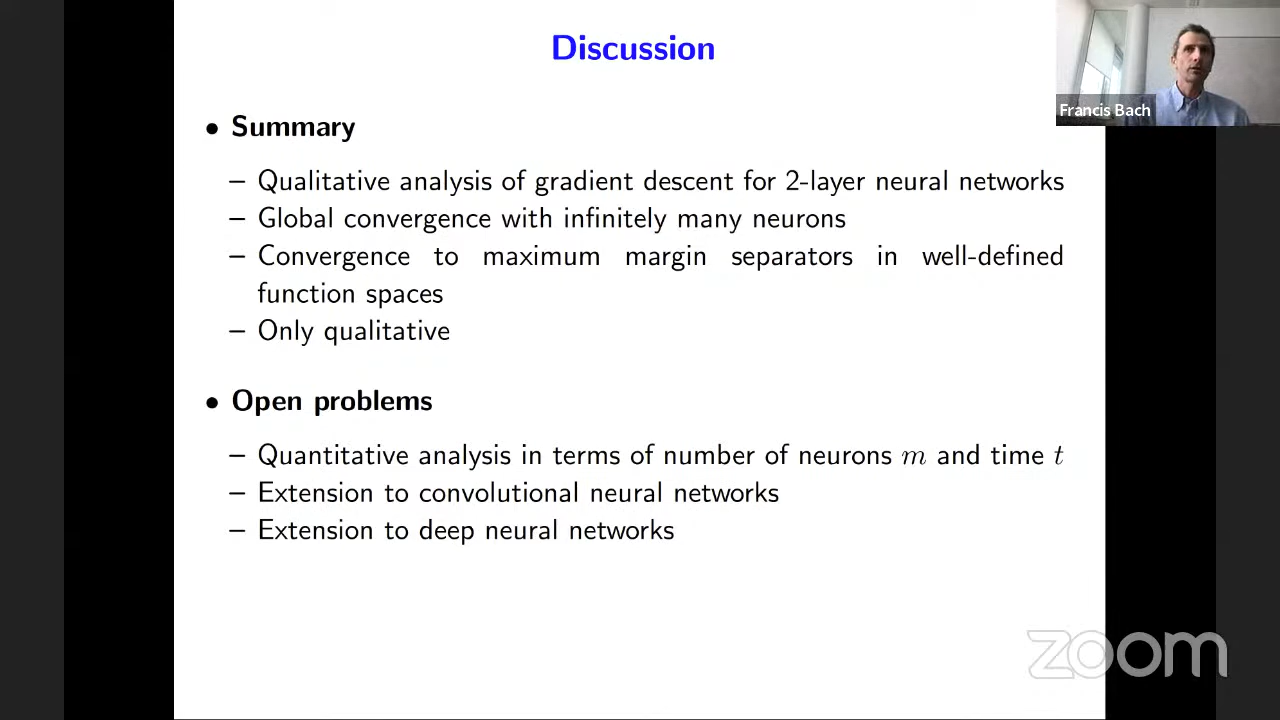 Discussion
Francis Bach
• Summary
– Qualitative analysis of gradient descent for 2-layer neural networks
– Global convergence with infinitely many neurons
– Convergence to maximum margin separators in well-defined
function spaces
– Only qualitative
• Open problems
– Quantitative analysis in terms of number of neurons m and time t
– Extension to convolutional neural networks
– Extension to deep neural networks
zoom